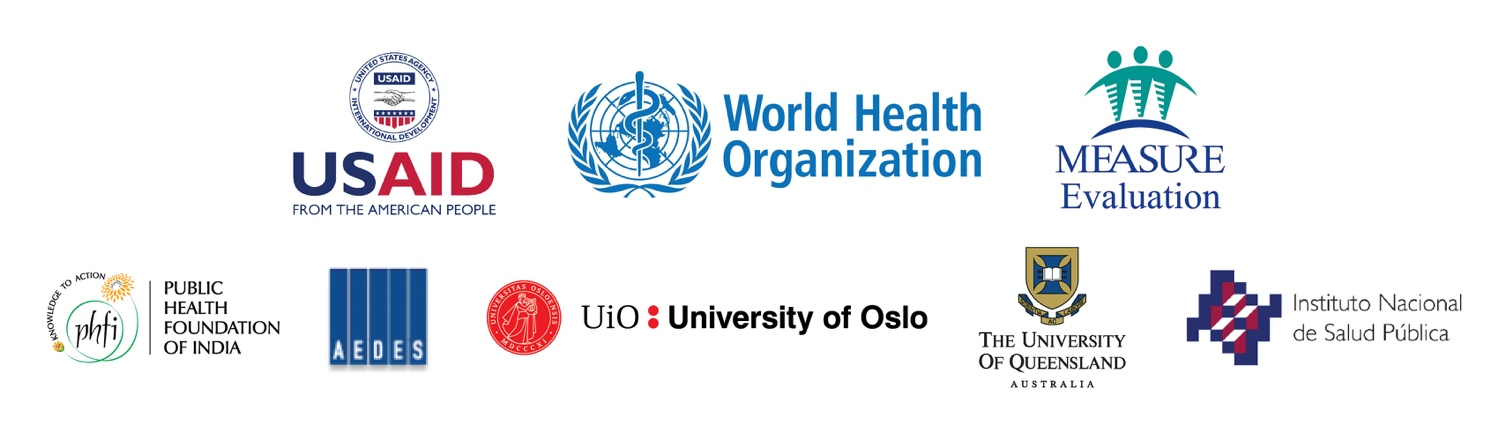 UNITED STATES AGENCY
USAID
INTERNATIONAL DEVELOPMENT
USAID
FROM THE AMERICAN PEOPLE
World Health
Organization
MEASURE
Evaluation
KNOWLEDGE TO ACTION
phfi
PUBLIC
HEALTH
FOUNDATION
OF INDIA
AEDES
UNIVERSITAS OSLOENSIS
MDCCCXI
UiO : University of Oslo
THE UNIVERSITY
OF QUEENSLAND
AUSTRALIA
Instituto Nacional
de Salud Pública